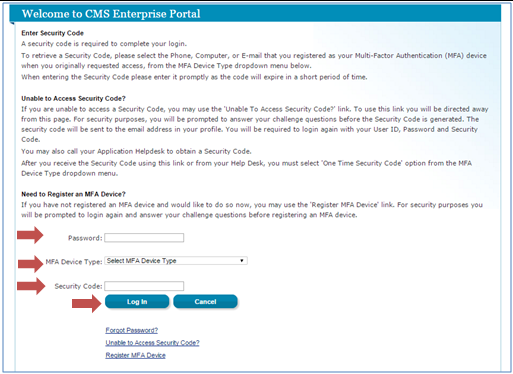 Welcome to CMS Enterprise Portal
Enter Security Code
A security code is required to complete your login.
To retrieve a Security Code, please select the Phone, Computer, or E-mail that you registered as your Multi-Factor Authentication (MFA) device
when you originally requested access, from the MFA Device Type dropdown menu below.
When entering the Security Code please enter it promptly as the code will expire in a short period of time.
Unable to Access Security Code?
If you are unable to access a Security Code, you may use the 'Unable To Access Security Code?' link. To use this link you will be directed away
from this page. For security purposes, you will be prompted to answer your challenge questions before the Security Code is generated. The
security code will be sent to the email address in your profile. You will be required to login again with your User ID, Password and Security
Code.
You may also call your Application Helpdesk to obtain a Security Code.
After you receive the Security Code using this link or from your Help Desk, you must select 'One Time Security Code' option from the MFA
Device Type dropdown menu.
Need to Register an MFA Device?
If you have not registered an MFA device and would like to do so now, you may use the 'Register MFA Device' link. For security purposes you
will be prompted to login again and answer your challenge questions before registering an MFA device.
Password:
MFA Device Type: Select MFA Device Type
Security Code:
Log In Cancel
Forgot Password?
Unable to Access Security Code?
Register MFA Device